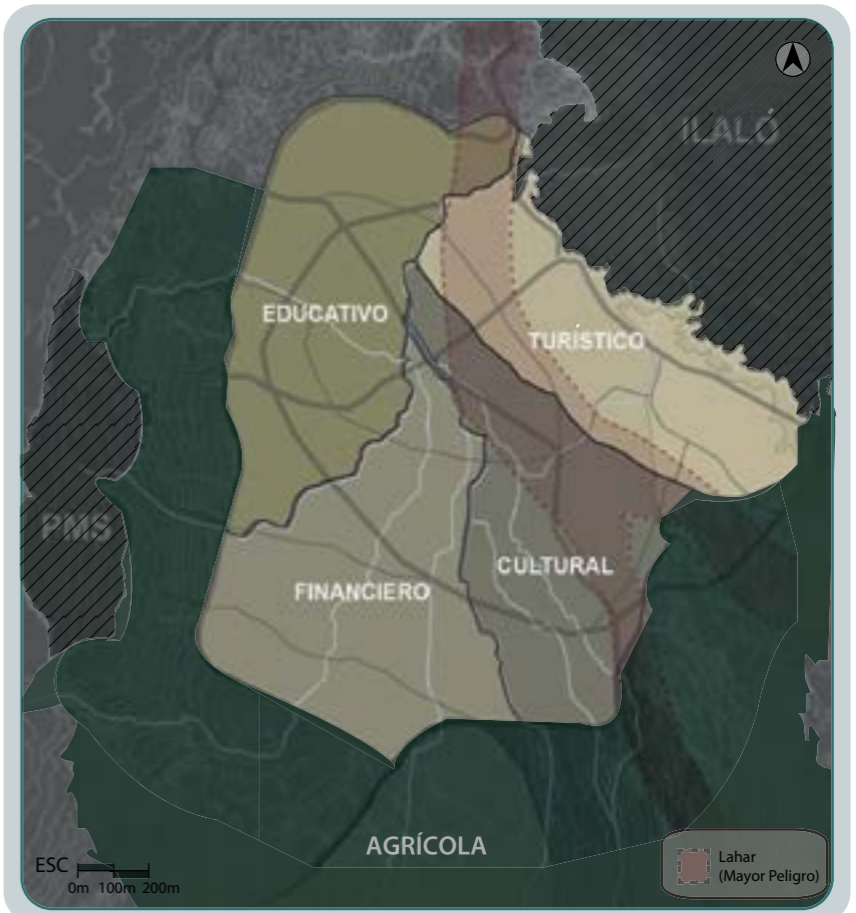 ILALÓ
EDUCATIVO
TURÍSTICO
PMS
CULTURAL
FINANCIERO
AGRÍCOLA
ESC
0m 100m 200m
Lahar
(Mayor Peligro)